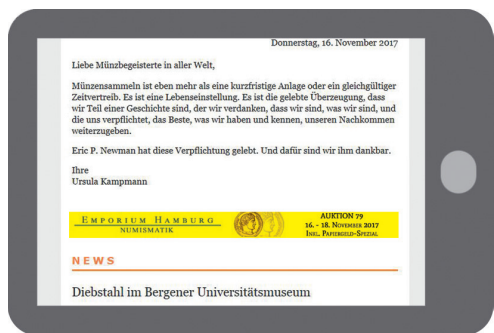 Donnerstag, 16. November 2017
Liebe Münzbegeisterte in aller Welt,
Münzensammeln ist eben mehr als eine kurzfristige Anlage oder ein gleichgültiger
Zeitvertreib. Es ist eine Lebenseinstellung. Es ist die gelebte Überzeugung, dass
wir Teil einer Geschichte sind, der wir verdanken, dass wir sind, was wir sind, und
die uns verpflichtet, das Beste, was wir haben und kennen, unseren Nachkommen
weiterzugeben.
Eric P. Newman hat diese Verpflichtung gelebt. Und dafür sind wir ihm dankbar.
Ihre
Ursula Kampmann
EMPORIUM HAMBURG
NUMISMATIK
AUKTION 79
16. - 18. NOVEMBER 2017
INKL. PAPIERGELD-SPEZIAL
NEWS
Diebstahl im Bergener Universitätsmuseum